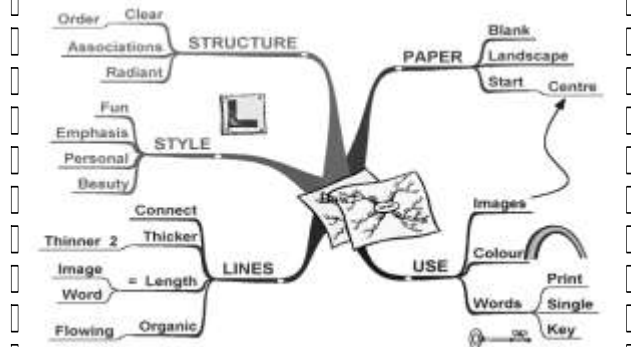 Order Clear
Associations
Radiant
STRUCTURE
Fun
Emphasis
Personal
Beauty
STYLE
Connect
Thinner 2 Thicker
Image
Word
= Length
Flowing Organic
LINES
PAPER
Blank
Landscape
Start Centre
USE
Images
Colour
Words
Print
Single
Key
L